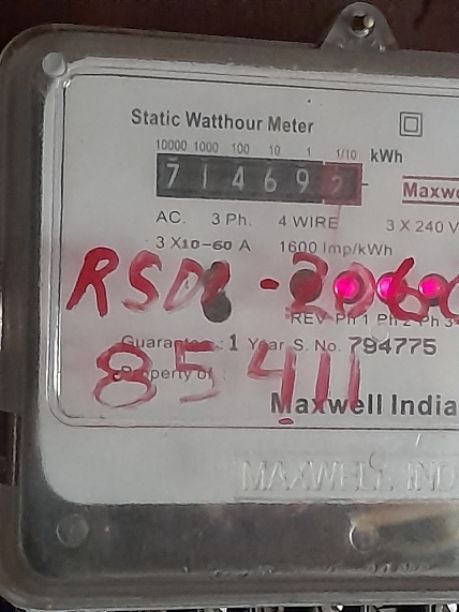 Static Watthour Meter
10000 1000 100 10 1 1/10 kWh
7 1 4 6 9
Maxwe
AC. 3 Ph. 4 WIRE 3 X 240 V
3 X10-60 A 1600 Imp/kWh
REV Ph 1 Ph 2 Ph 3
Guarantee : 1 Year S. No. 794775
85411
Property of :
Maxwell India
MAXWELL IND